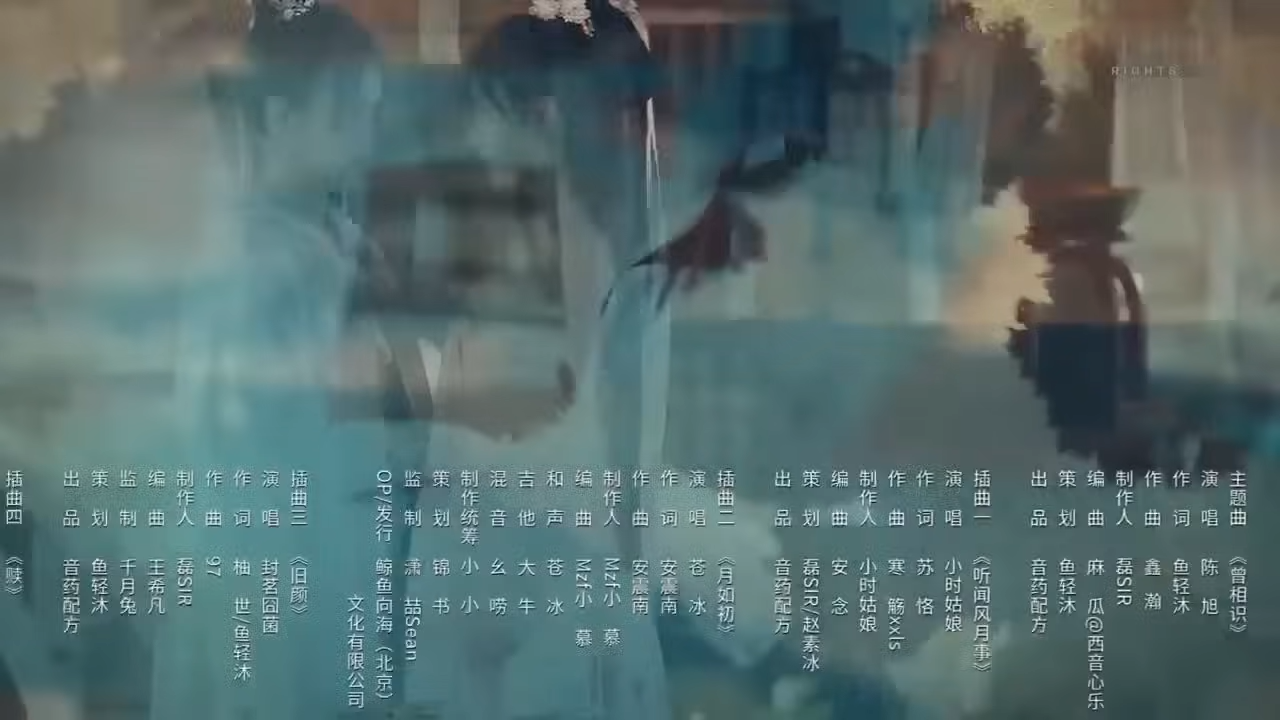 RIGHTS
主题曲 《曾相识》
演唱 陈旭
作词 鱼轻沐
作曲 鑫瀚
制作人 磊SIR
编曲 麻瓜@西音心乐
策划 鱼轻沐
出品 音药配方
插曲一 《听闻风月事》
演唱 小时姑娘
作词 苏恪
作曲 寒觞xxls
制作人 小时姑娘
编曲 安念
策划 磊SIR/赵素冰
出品 音药配方
插曲二 《月如初》
演唱 苍冰
作词 安震南
作曲 安震南
制作人 Mzf小慕
编曲 Mzf小慕
和声 苍冰
吉他 大牛
混音 幺唠
制作统筹 小小
策划 锦书
监制 潇喆Sean
OP/发行 鲸鱼向海（北京）
文化有限公司
插曲三 《旧颜》
演唱 封茗囧菌
作词 柚世/鱼轻沐
作曲 97
制作人 磊SIR
编曲 王希凡
监制 千月兔
策划 鱼轻沐
出品 音药配方
插曲四 《赎》